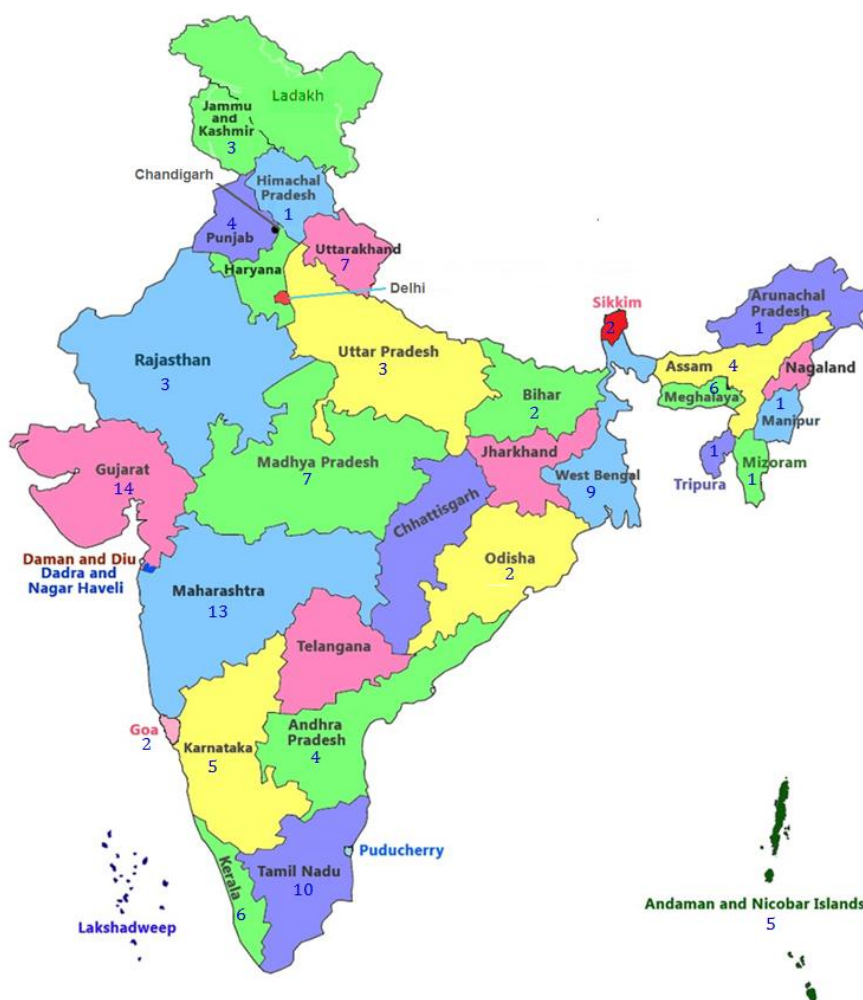 Ladakh
Jammu
and
Kashmir
3
Chandigarh
Himachal
Pradesh
1
4
Punjab
Uttarakhand
7
Haryana
Delhi
Sikkim
2
Arunachal
Pradesh
1
Rajasthan
3
Uttar Pradesh
3
Assam 4
Nagaland
6
Meghalaya
Bihar
2
1
Manipur
Gujarat
14
Madhya Pradesh
7
Jharkhand
West Bengal
9
1
Tripura
Mizoram
1
Chhattisgarh
Daman and Diu
Dadra and
Nagar Haveli
Odisha
2
Maharashtra
13
Telangana
Goa
2
Karnataka
5
Andhra
Pradesh
4
Puducherry
Kerala
6
Tamil Nadu
10
Lakshadweep
Andaman and Nicobar Islands
5